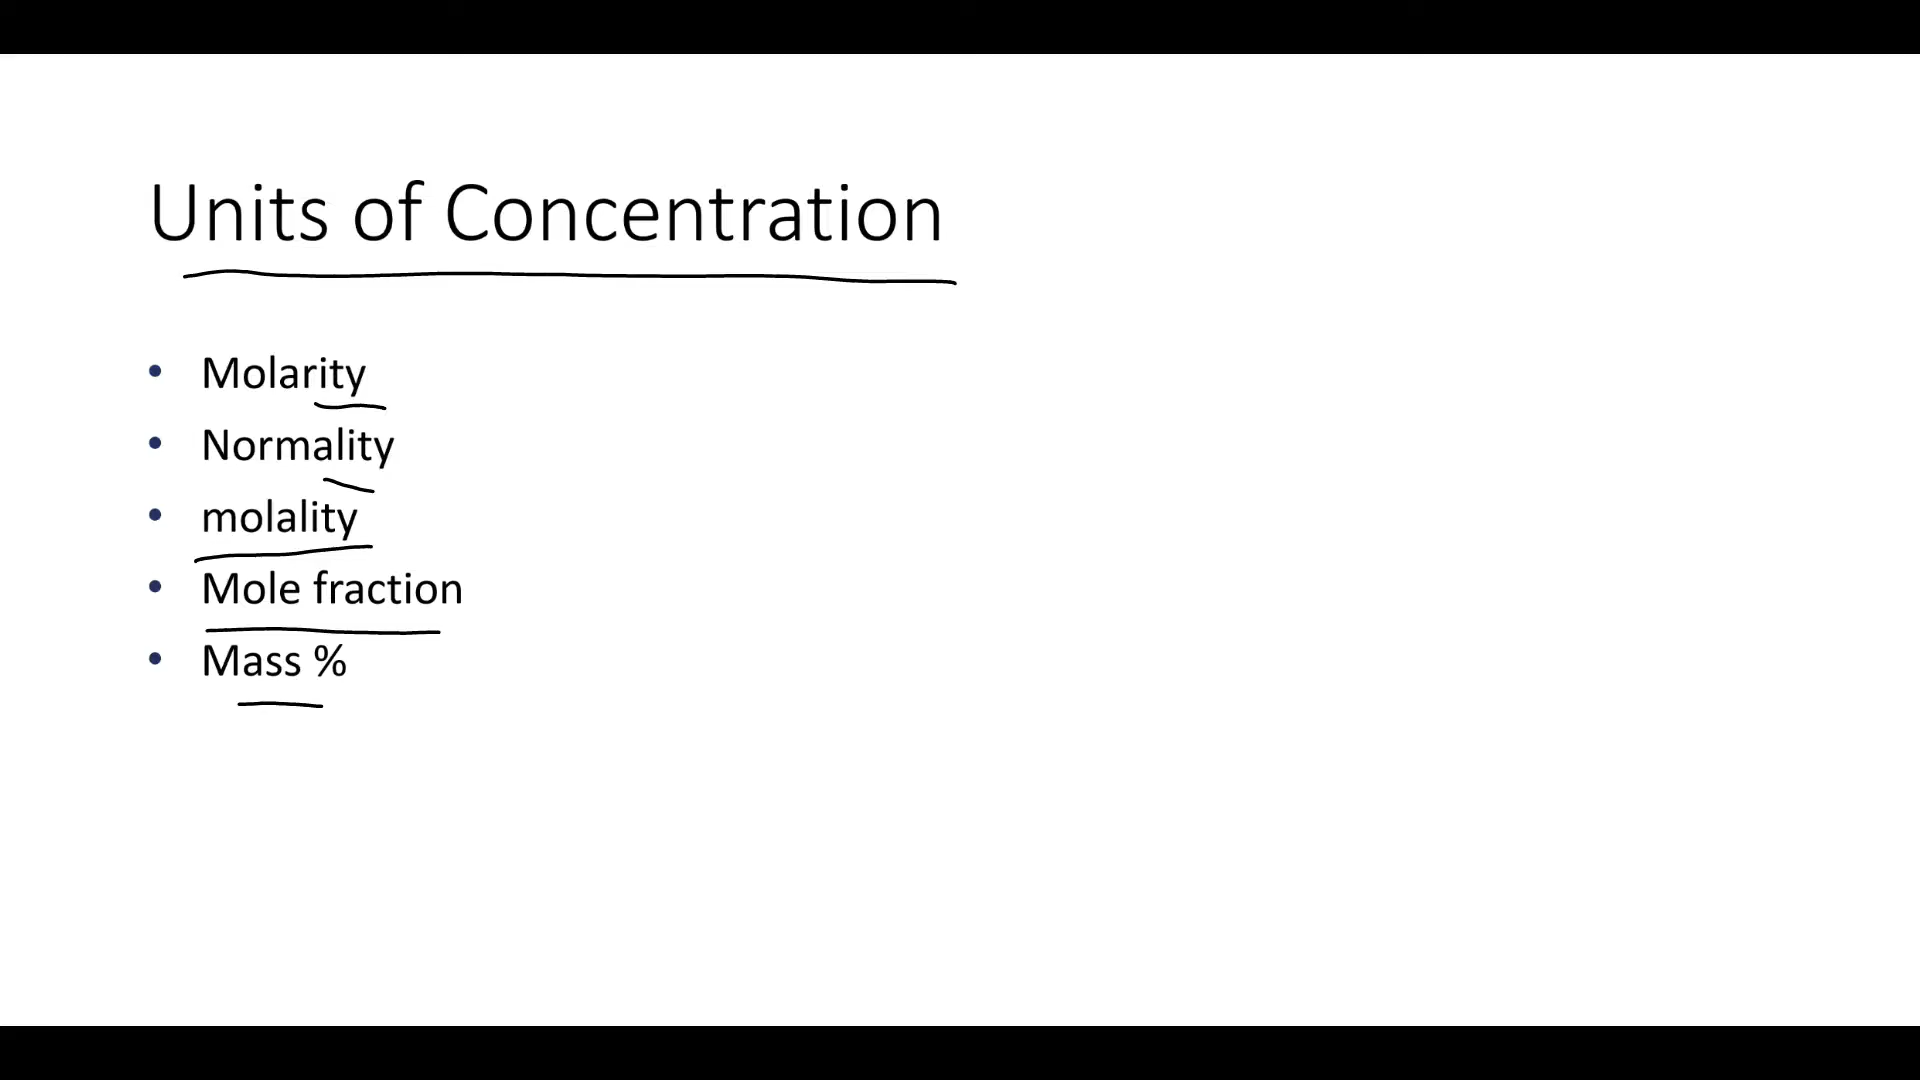 Units of Concentration
• Molarity
• Normality
• molality
• Mole fraction
• Mass %